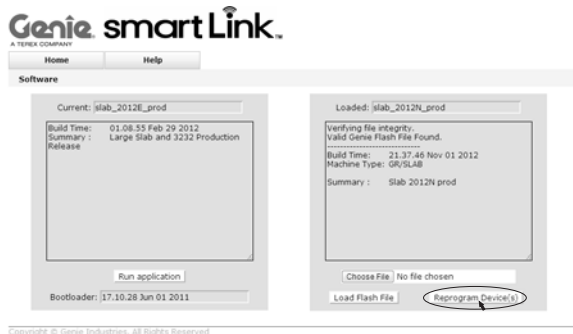 Genie smartLink™
A TEREX COMPANY
Home Help
Software
Current: slab_2012E_prod
Build Time: 01.08.55 Feb 29 2012
Summary : Large Slab and 3232 Production
Release
Run application
Bootloader: 17.10.28 Jun 01 2011
Loaded: slab_2012N_prod
Verifying file integrity.
Valid Genie Flash File Found.
----------------------------
Build Time: 21.37.46 Nov 01 2012
Machine Type: GR/SLAB
Summary : Slab 2012N prod
Choose File No file chosen
Load Flash File Reprogram Device(s)
Copyright © Genie Industries. All Rights Reserved